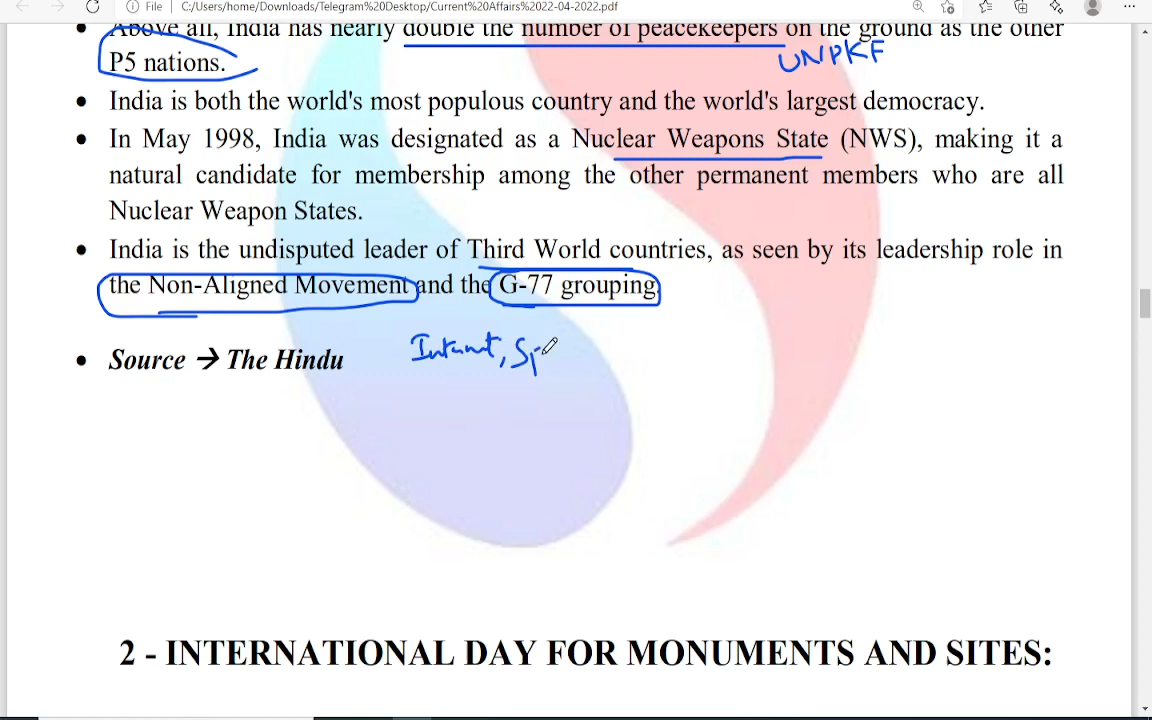 File | C:/Users/home/Downloads/Telegram%20Desktop/Current%20Affairs%2022-04-2022.pdf
• Above all, India has nearly double the number of peacekeepers on the ground as the other
P5 nations.
UNPKF
• India is both the world's most populous country and the world's largest democracy.
• In May 1998, India was designated as a Nuclear Weapons State (NWS), making it a
natural candidate for membership among the other permanent members who are all
Nuclear Weapon States.
• India is the undisputed leader of Third World countries, as seen by its leadership role in
the Non-Aligned Movement and the G-77 grouping.
• Source → The Hindu
2 - INTERNATIONAL DAY FOR MONUMENTS AND SITES: